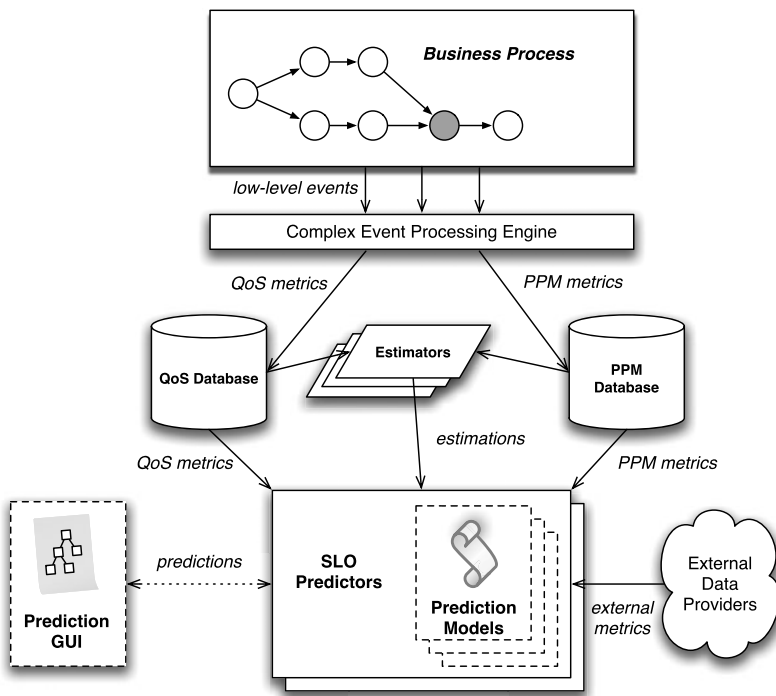 Business Process
low-level events
Complex Event Processing Engine
QoS metrics
PPM metrics
QoS Database
Estimators
PPM
Database
estimations
QoS metrics
PPM metrics
predictions
SLO
Predictors
Prediction
Models
Prediction
GUI
External
Data
Providers
external
metrics